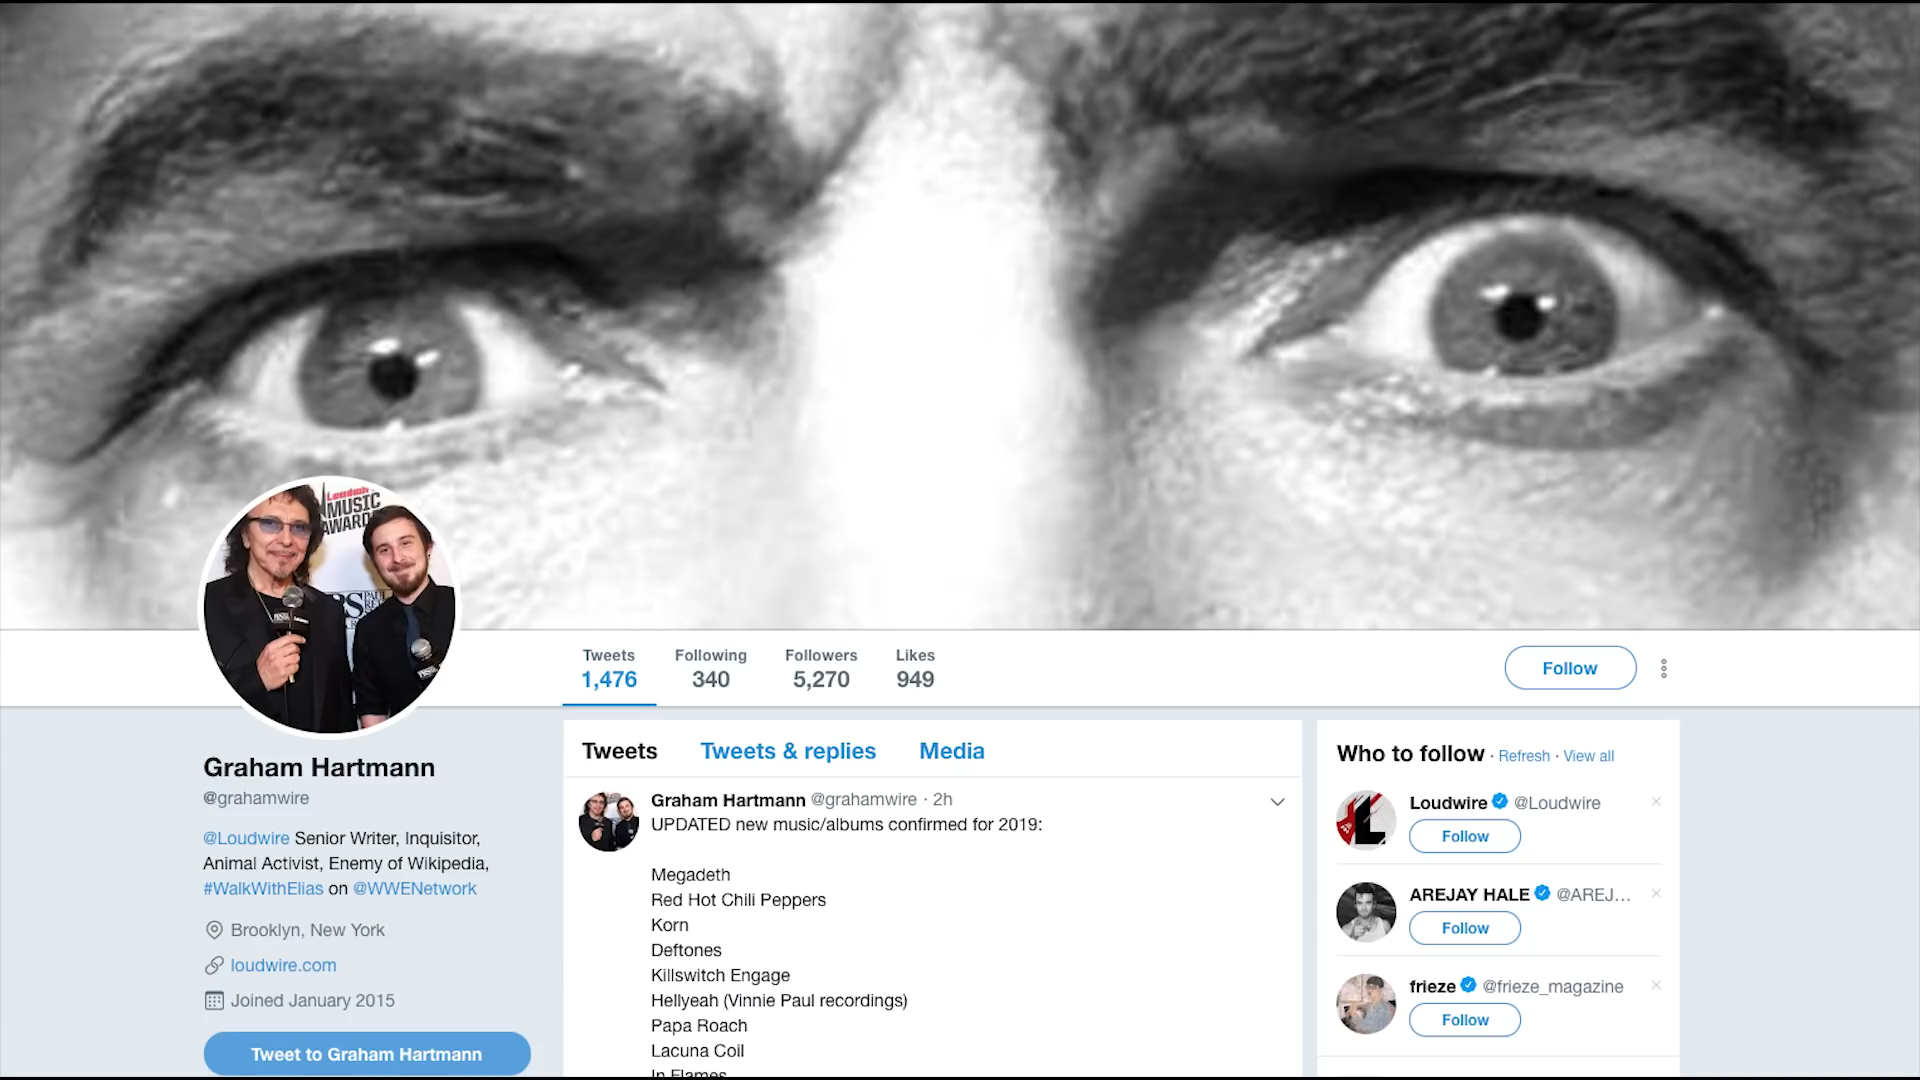 Loudwire
MUSIC
AWARD
Tweets
1,476
Following
340
Followers
5,270
Likes
949
Follow
Graham Hartmann
@grahamwire
@Loudwire Senior Writer, Inquisitor,
Animal Activist, Enemy of Wikipedia,
#WalkWithElias on @WWENetwork
Brooklyn, New York
loudwire.com
Joined January 2015
Tweet to Graham Hartmann
Tweets Tweets & replies Media
Graham Hartmann @grahamwire · 2h
UPDATED new music/albums confirmed for 2019:
Megadeth
Red Hot Chili Peppers
Korn
Deftones
Killswitch Engage
Hellyeah (Vinnie Paul recordings)
Papa Roach
Lacuna Coil
In Flames
Who to follow · Refresh · View all
Loudwire @Loudwire
Follow
AREJAY HALE @AREJ...
Follow
frieze @frieze_magazine
Follow